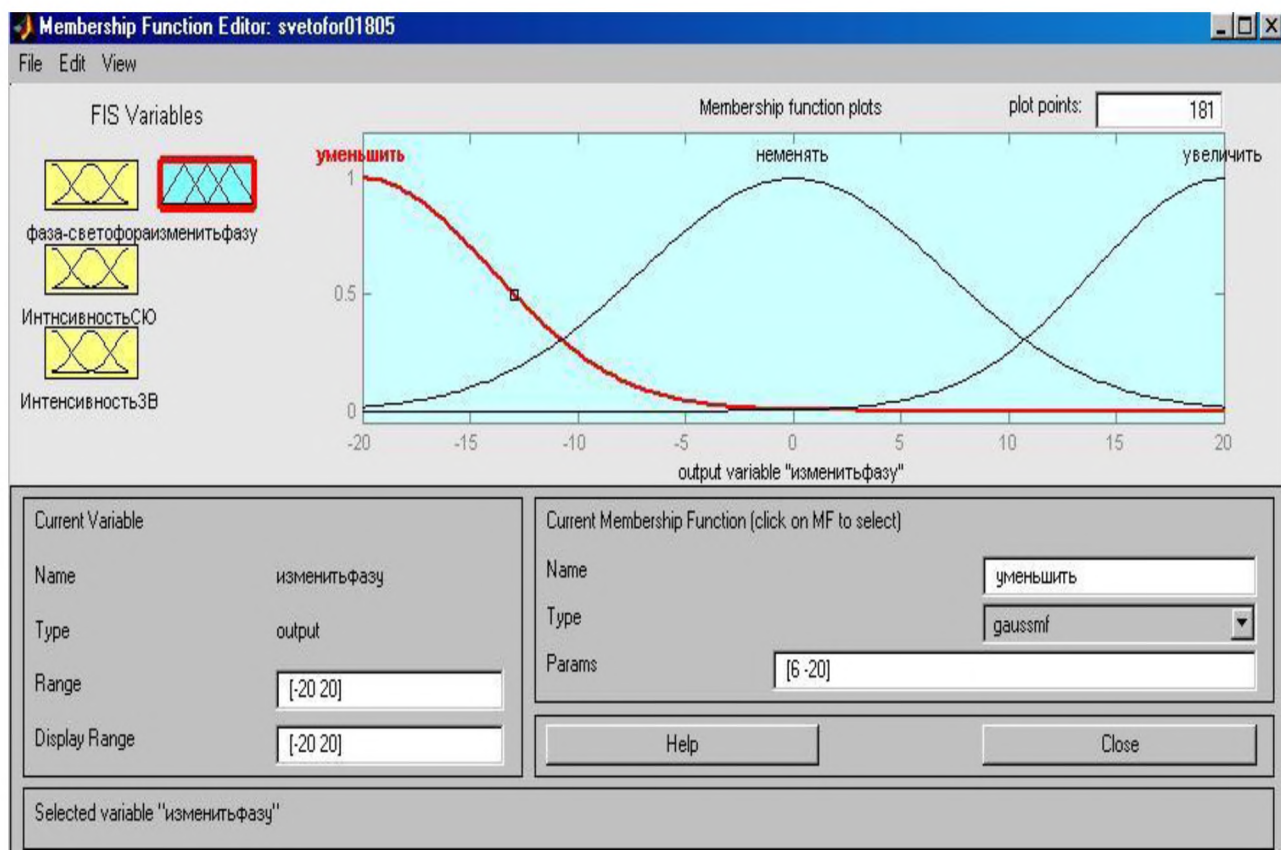 Membership Function Editor: svetofor01805
File Edit View
FIS Variables
Membership function plots
plot points:
181
фаза-светофораизменитьфазу
ИнтнсивностьСЮ
ИнтенсивностьЗВ
уменьшить
неменять
увеличить
1
0.5
0
-20 -15 -10 -5 0 5 10 15 20
output variable "изменитьфазу"
Current Variable
Name изменитьфазу
Type output
Range [-20 20]
Display Range [-20 20]
Current Membership Function (click on MF to select)
Name уменьшить
Type gaussmf
Params [6 -20]
Help Close
Selected variable "изменитьфазу"